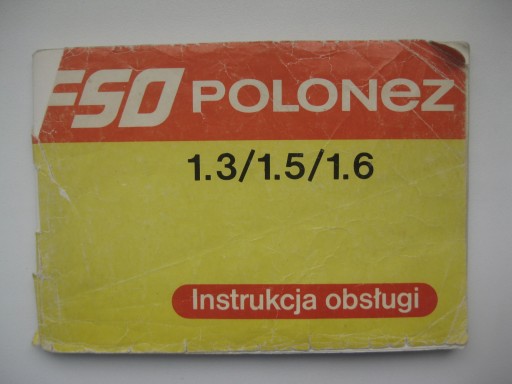 FSO POLONEZ
1.3/1.5/1.6
Instrukcja obsługi